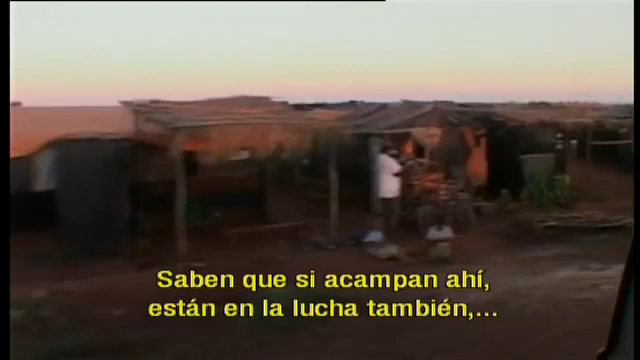 Saben que si acampan ahí,
están en la lucha también,...